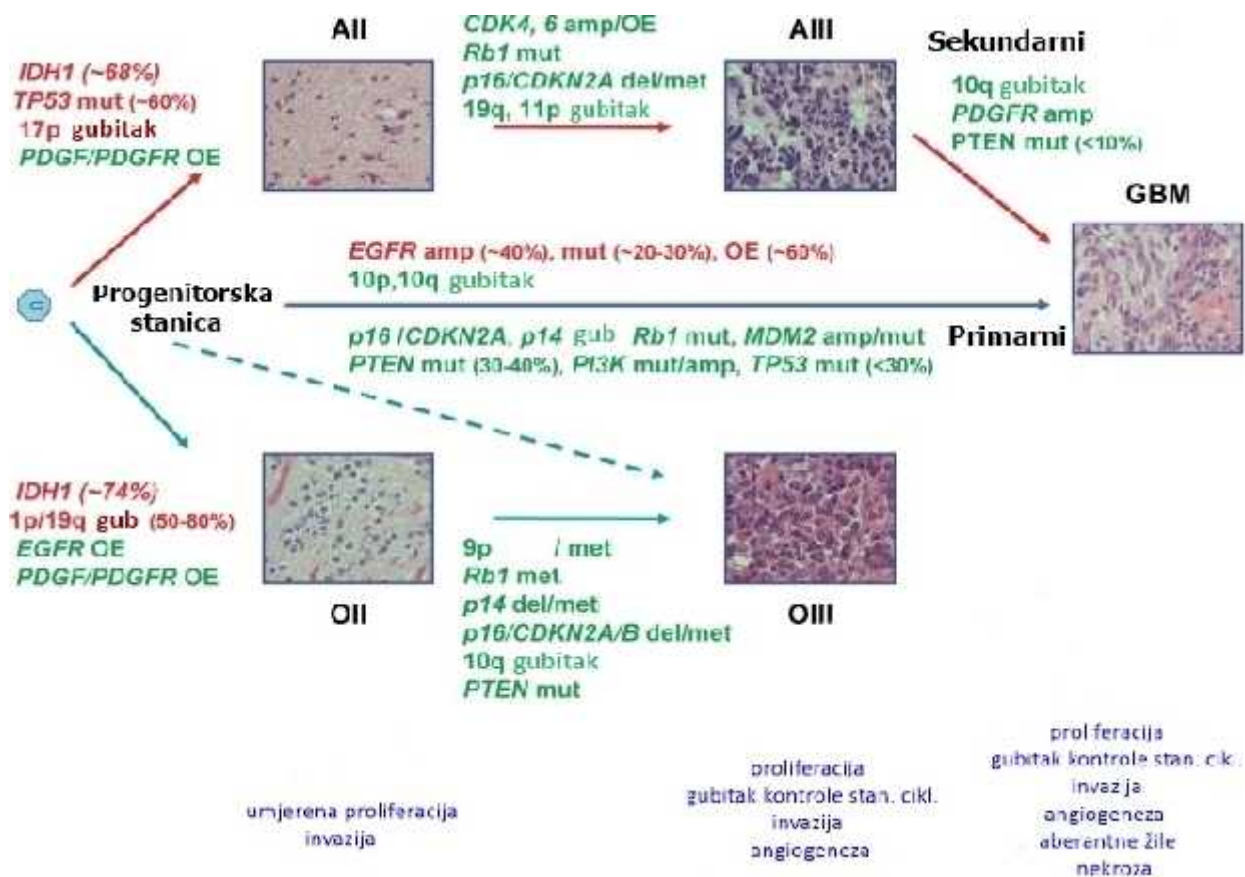 AII
CDK4, 6 amp/OE
Rb1 mut
p16/CDKN2A del/met
19q, 11p gubitak
AIII
Sekundarni
10q gubitak
PDGFR amp
PTEN mut (<10%)
IDH1 (~68%)
TP53 mut (~60%)
17p gubitak
PDGF/PDGFR OE
GBM
EGFR amp (~40%), mut (~20-30%), OE (~60%)
10p,10q gubitak
Progenitorska
stanica
p16 /CDKN2A, p14 gub Rb1 mut, MDM2 amp/mut
PTEN mut (30-40%), PI3K mut/amp, TP53 mut (<30%)
Primarni
IDH1 (~74%)
1p/19q gub (50-80%)
EGFR OE
PDGF/PDGFR OE
OII
9p / met
Rb1 met
p14 del/met
p16/CDKN2A/B del/met
10q gubitak
PTEN mut
OIII
umjerena proliferacija
invazija
proliferacija
gubitak kontrole stan. cikl.
invazija
angiogeneza
proliferacija
gubitak kontrole stan. cikl.
invazija
angiogeneza
aberantne žile
nekroza